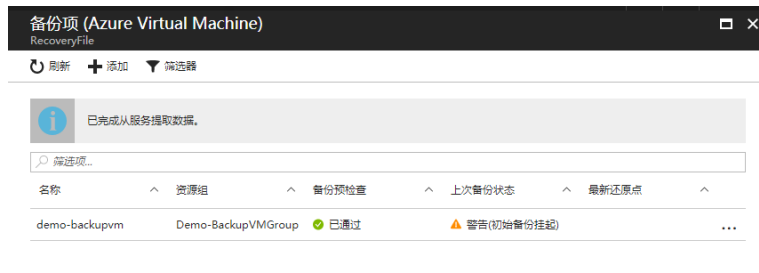 备份项 (Azure Virtual Machine)
RecoveryFile
刷新 添加 筛选器
已完成从服务提取数据。
筛选项...
名称 资源组 备份预检查 上次备份状态 最新还原点
demo-backupvm Demo-BackupVMGroup 已通过 警告(初始备份挂起) ...